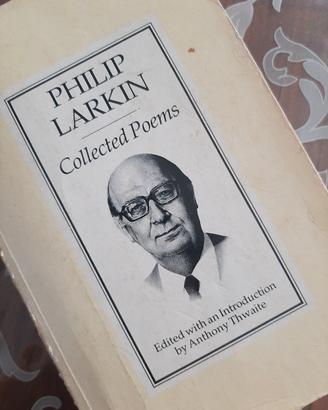 PHILIP
LARKIN
Collected Poems
Edited with an Introduction
by Anthony Thwaite